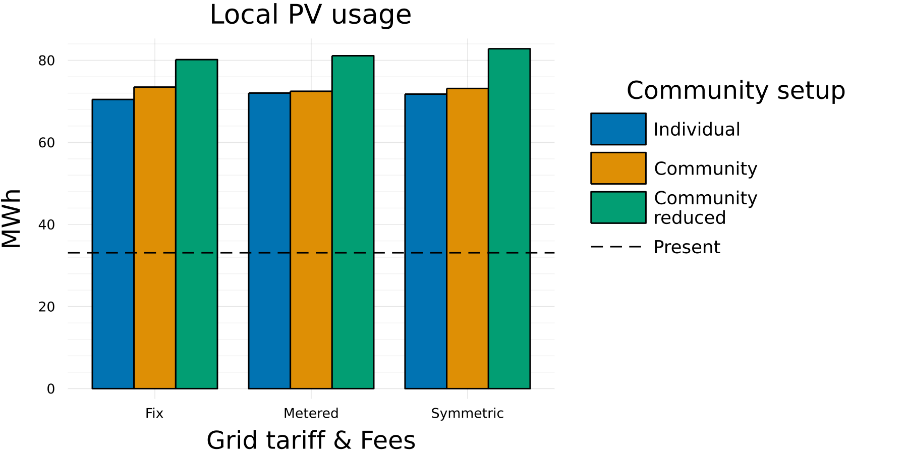 Local PV usage
MWh
80
60
40
20
0
Fix
Metered
Symmetric
Grid tariff & Fees
Community setup
Individual
Community
Community
reduced
Present